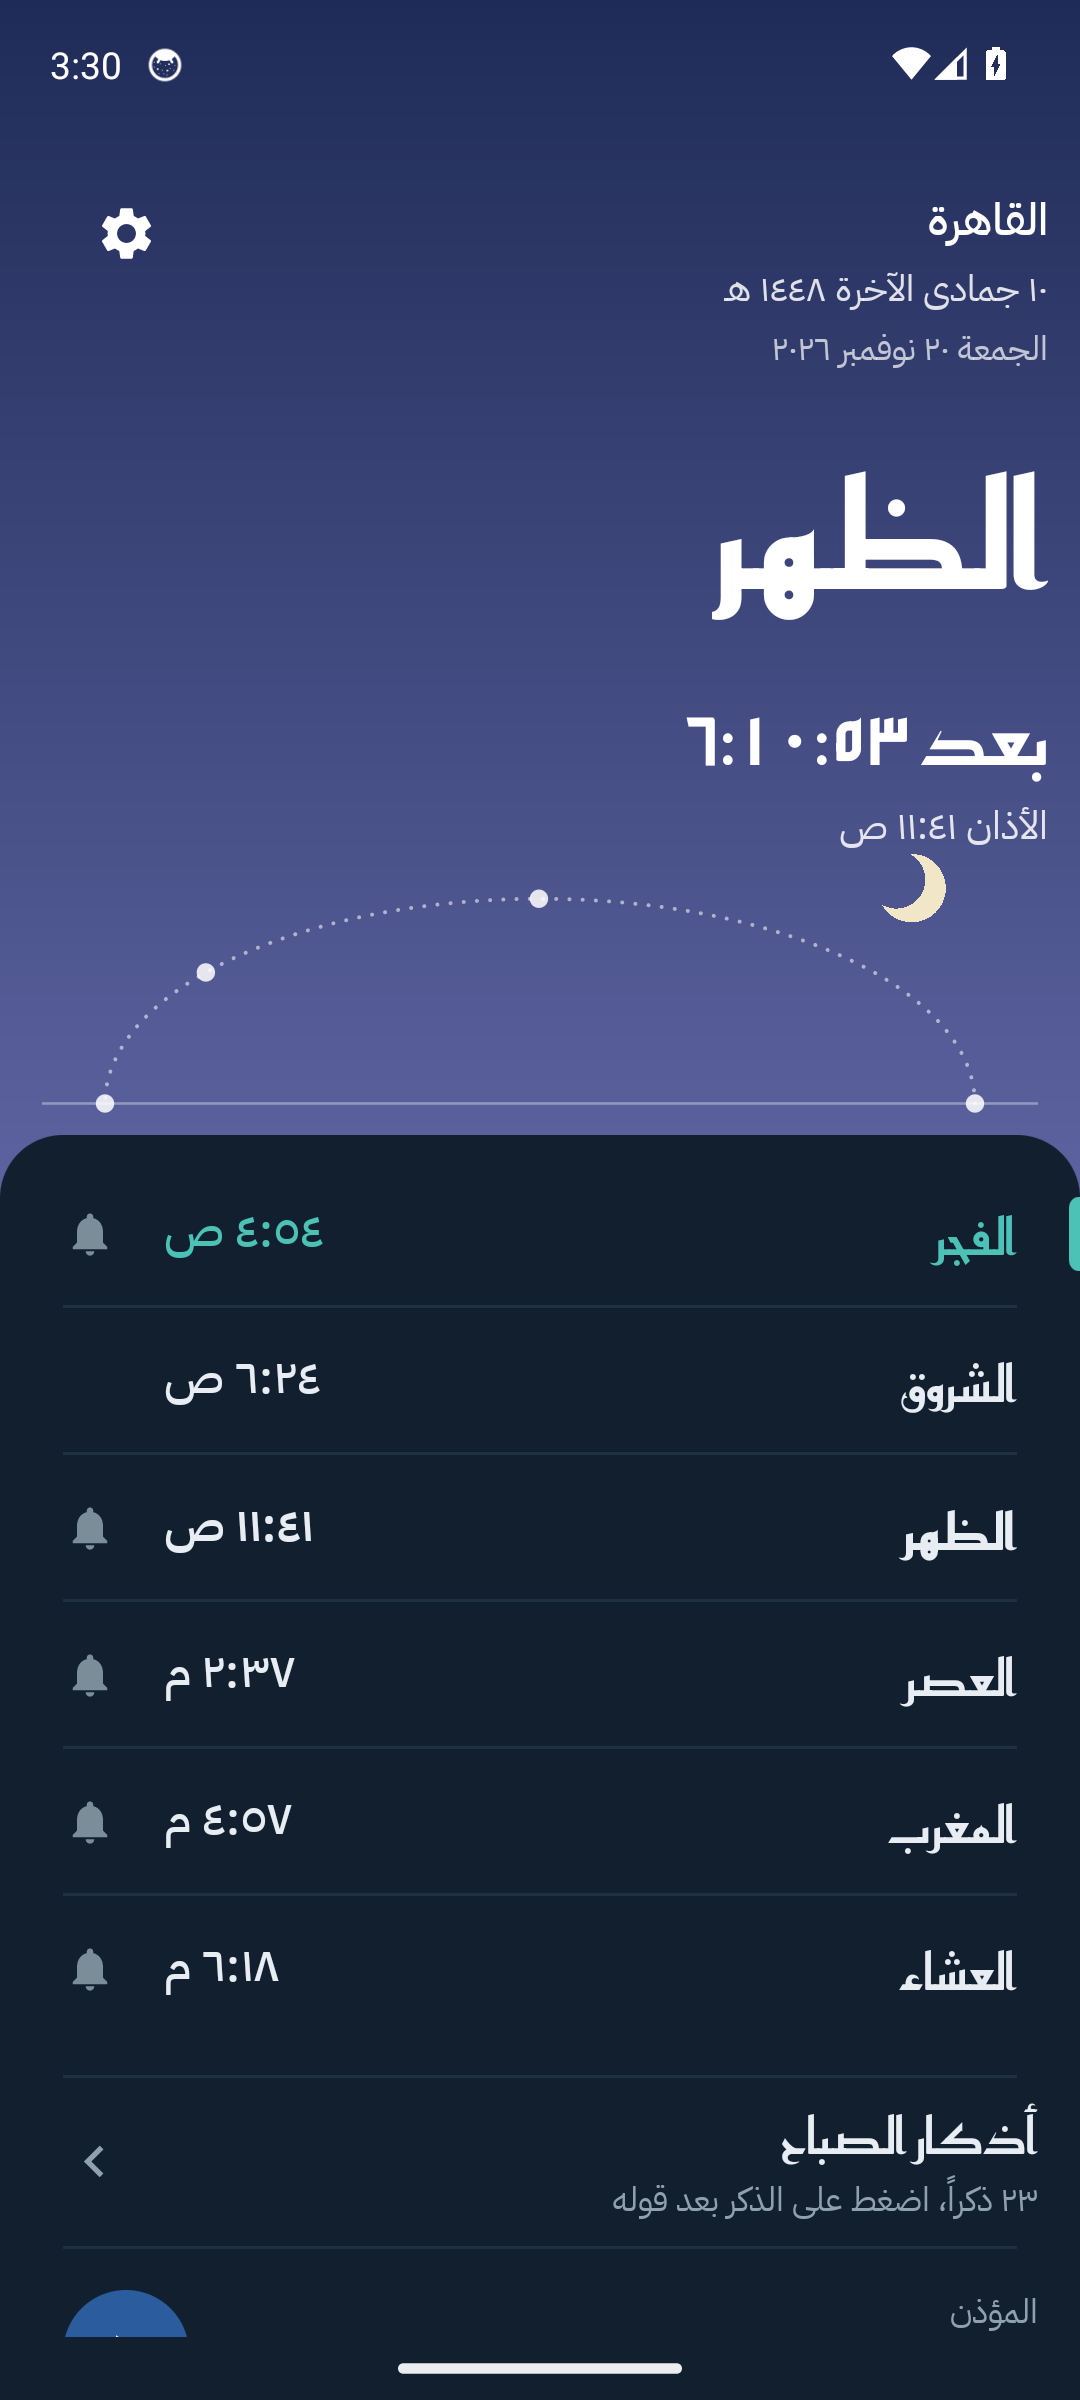 3:30
القاهرة
١٠ جمادى الآخرة ١٤٤٨ هـ
الجمعة ٢٠ نوفمبر ٢٠٢٦
الظهر
بعد ٦:١٠:٥٣
الأذان ١١:٤١ ص
الفجر ٤:٥٤ ص
الشروق ٦:٢٤ ص
الظهر ١١:٤١ ص
العصر ٢:٣٧ م
المغرب ٤:٥٧ م
العشاء ٦:١٨ م
أذكار الصباح
٢٣ ذكراً، اضغط على الذكر بعد قوله
المؤذن